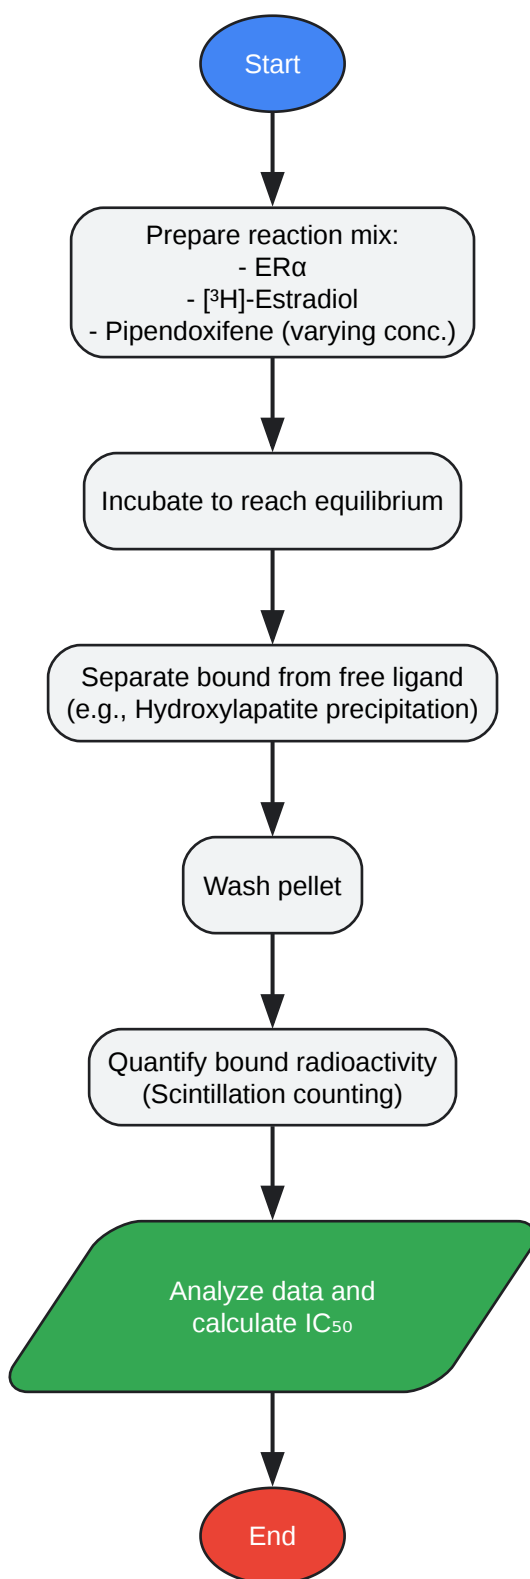 Start
Prepare reaction mix:
- ERα
- [³H]-Estradiol
- Pipendoxifene (varying conc.)
Incubate to reach equilibrium
Separate bound from free ligand
(e.g., Hydroxylapatite precipitation)
Wash pellet
Quantify bound radioactivity
(Scintillation counting)
Analyze data and
calculate IC₅₀
End